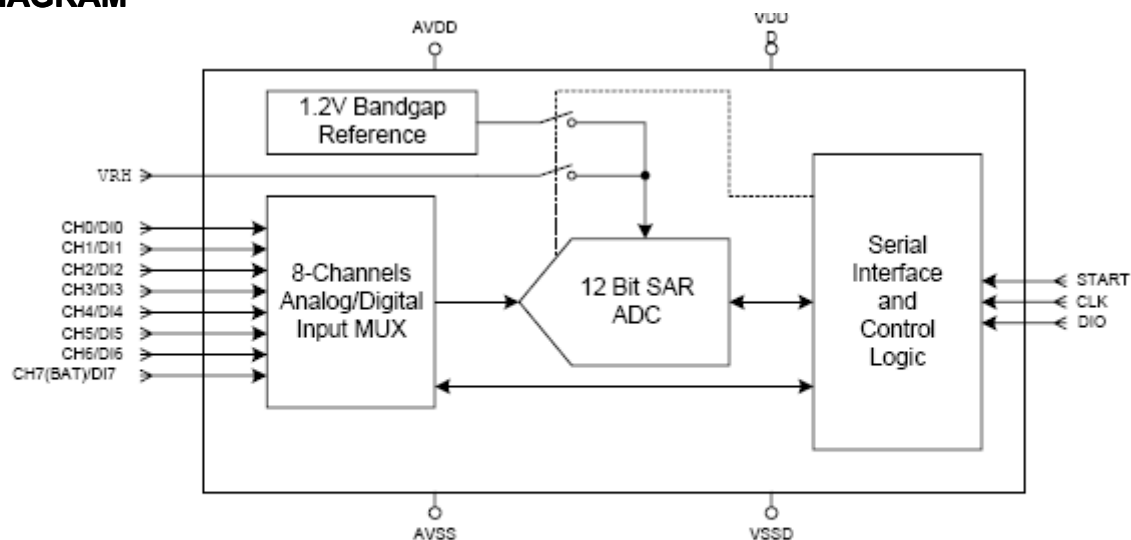 AVDD
VDD
D
1.2V Bandgap
Reference
VRH
CH0/DI0
CH1/DI1
CH2/DI2
CH3/DI3
CH4/DI4
CH5/DI5
CH6/DI6
CH7(BAT)/DI7
8-Channels
Analog/Digital
Input MUX
12 Bit SAR
ADC
Serial
Interface
and
Control
Logic
START
CLK
DIO
AVSS
VSSD